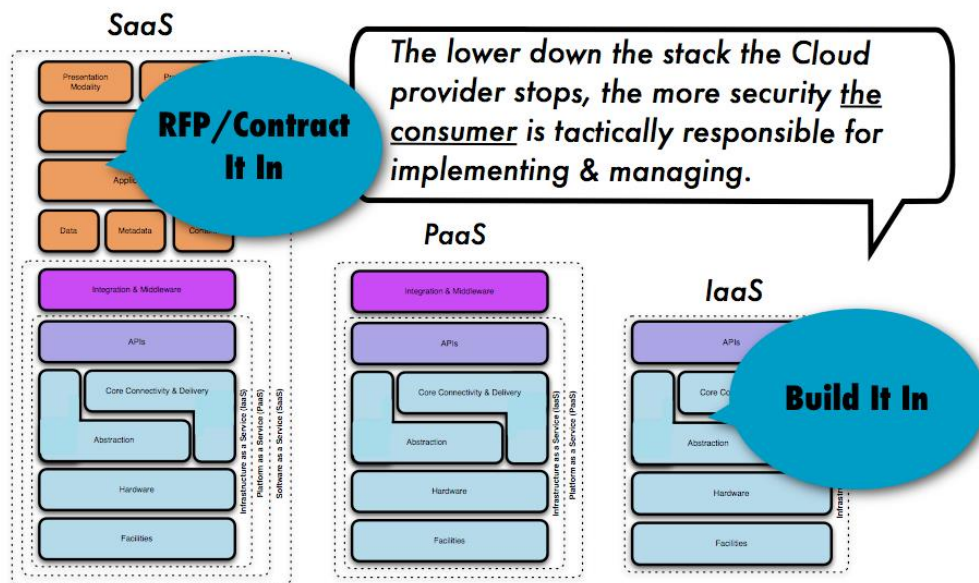 SaaS
The lower down the stack the Cloud
provider stops, the more security the
consumer is tactically responsible for
implementing & managing.
RFP/Contract
It In
Presentation
Modality
Data
Metadata
Integration & Middleware
APIs
Core Connectivity & Delivery
Abstraction
Hardware
Facilities
Infrastructure as a Service (IaaS)
Platform as a Service (PaaS)
Software as a Service (SaaS)
PaaS
Integration & Middleware
APIs
Core Connectivity & Delivery
Abstraction
Hardware
Facilities
Infrastructure as a Service (IaaS)
Platform as a Service (PaaS)
IaaS
APIs
Build It In
Core
Abstraction
Hardware
Facilities